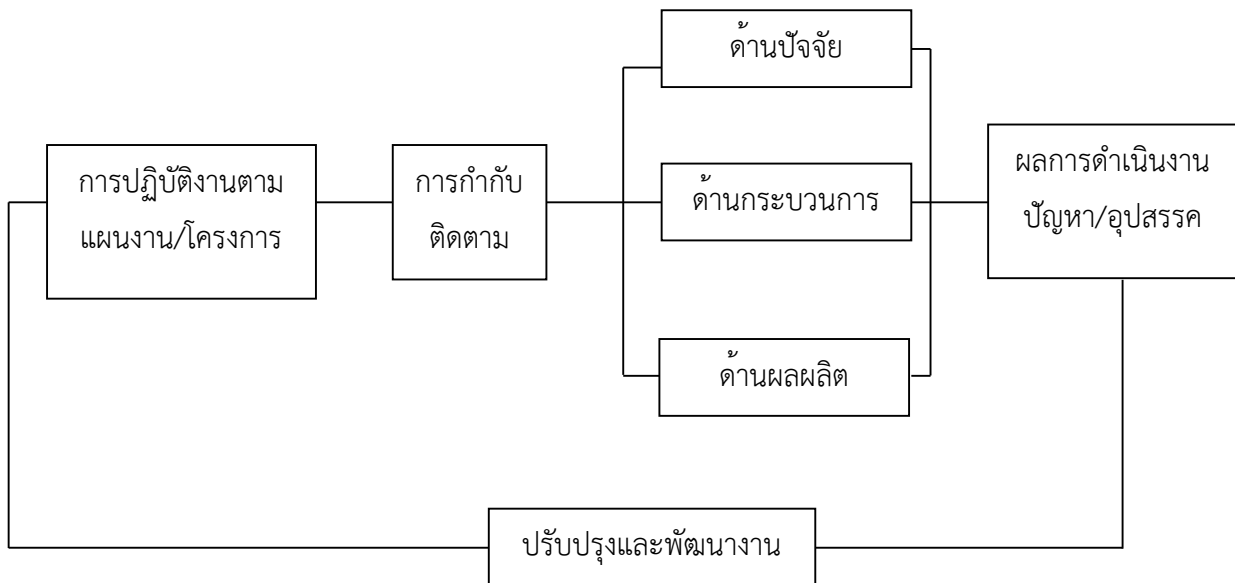 การปฏิบัติงานตาม
แผนงาน/โครงการ
การกำกับ
ติดตาม
ด้านปัจจัย
ด้านกระบวนการ
ด้านผลผลิต
ผลการดำเนินงาน
ปัญหา/อุปสรรค
ปรับปรุงและพัฒนางาน